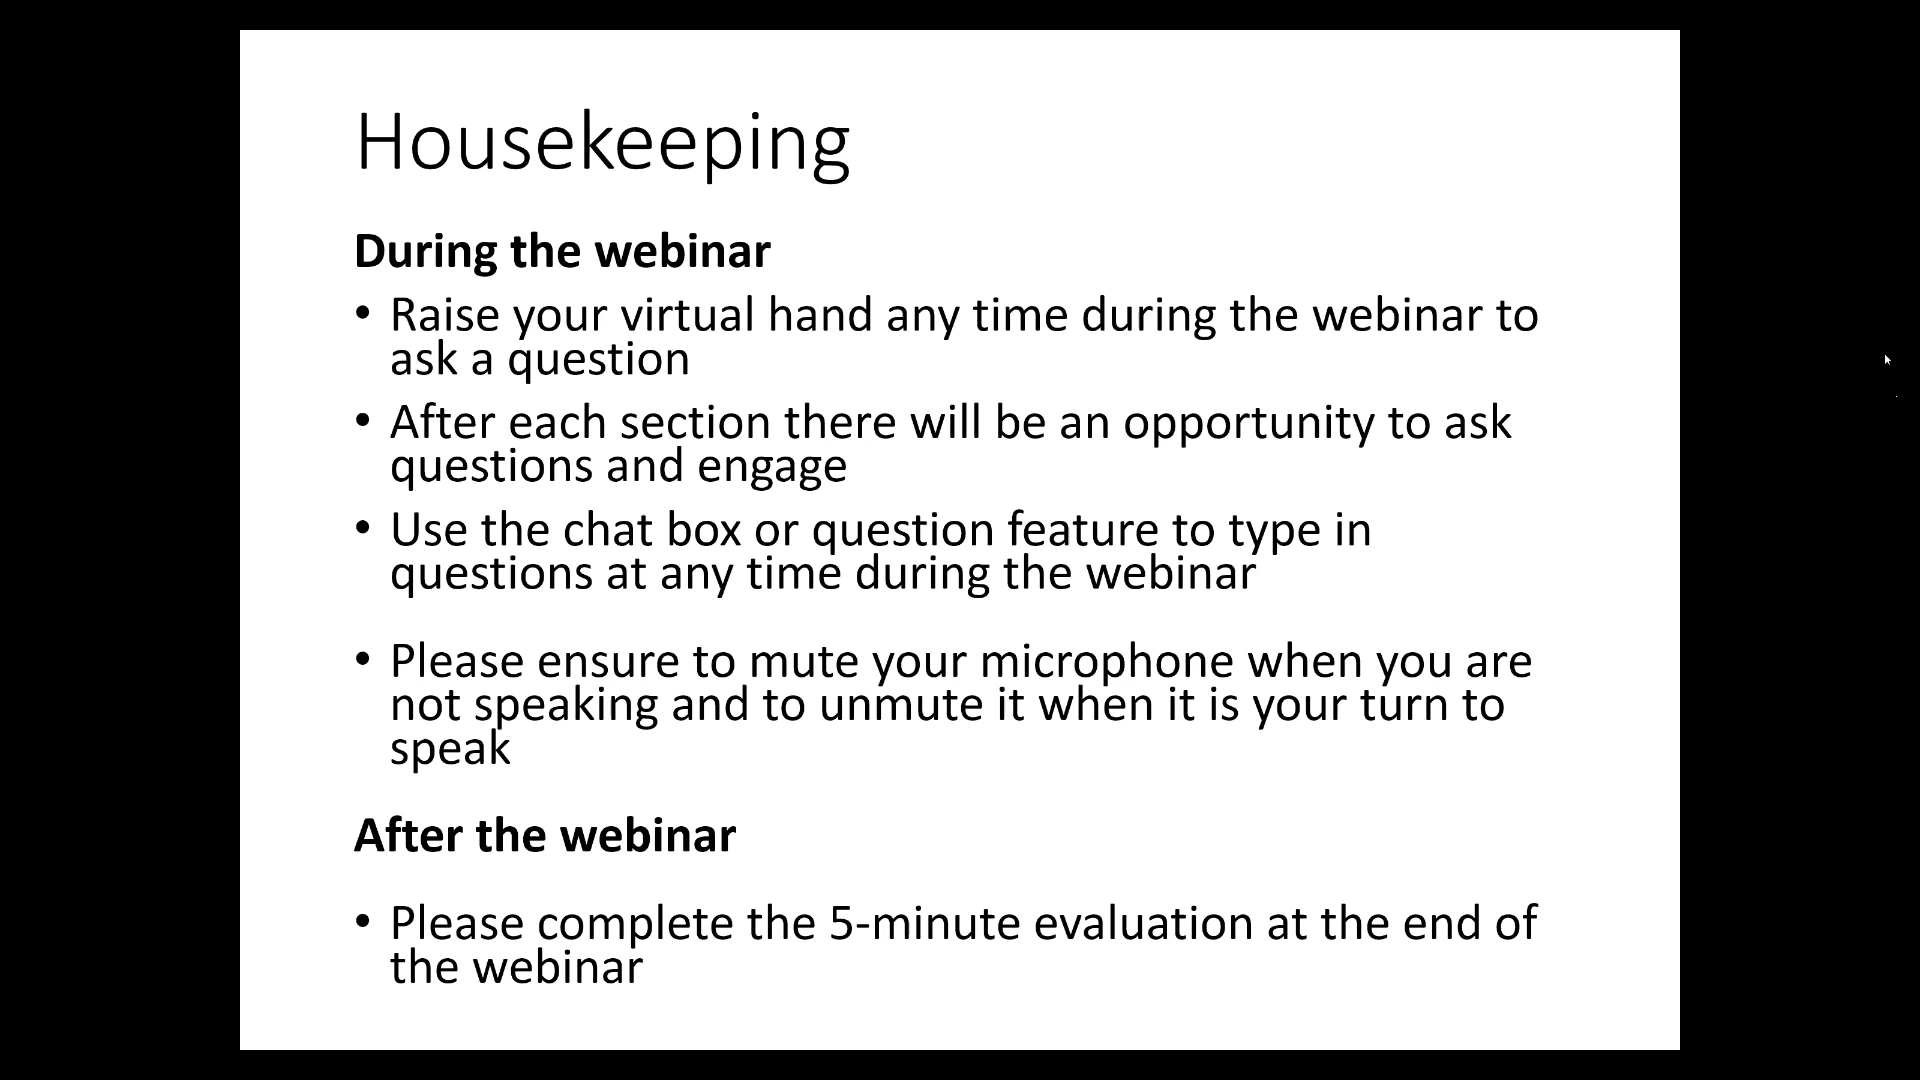 Housekeeping
During the webinar
• Raise your virtual hand any time during the webinar to
ask a question
• After each section there will be an opportunity to ask
questions and engage
• Use the chat box or question feature to type in
questions at any time during the webinar
• Please ensure to mute your microphone when you are
not speaking and to unmute it when it is your turn to
speak
After the webinar
• Please complete the 5-minute evaluation at the end of
the webinar